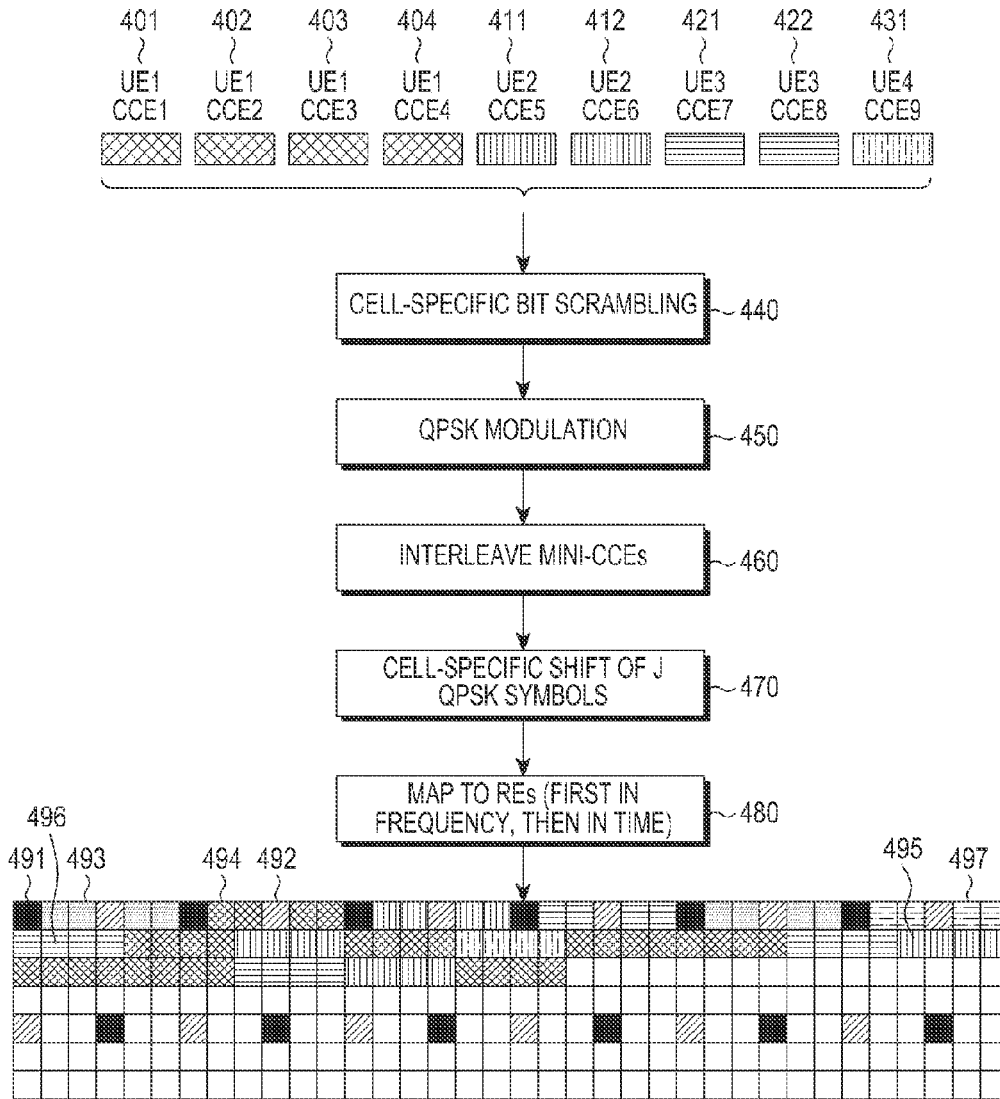 401 402 403 404 411 412 421 422 431
UE1 UE1 UE1 UE1 UE2 UE2 UE3 UE3 UE4
CCE1 CCE2 CCE3 CCE4 CCE5 CCE6 CCE7 CCE8 CCE9
CELL-SPECIFIC BIT SCRAMBLING
440
QPSK MODULATION
450
INTERLEAVE MINI-CCEs
460
CELL-SPECIFIC SHIFT OF J
QPSK SYMBOLS
470
MAP TO REs (FIRST IN
FREQUENCY, THEN IN TIME)
480
496
491 493 494 492 495 497